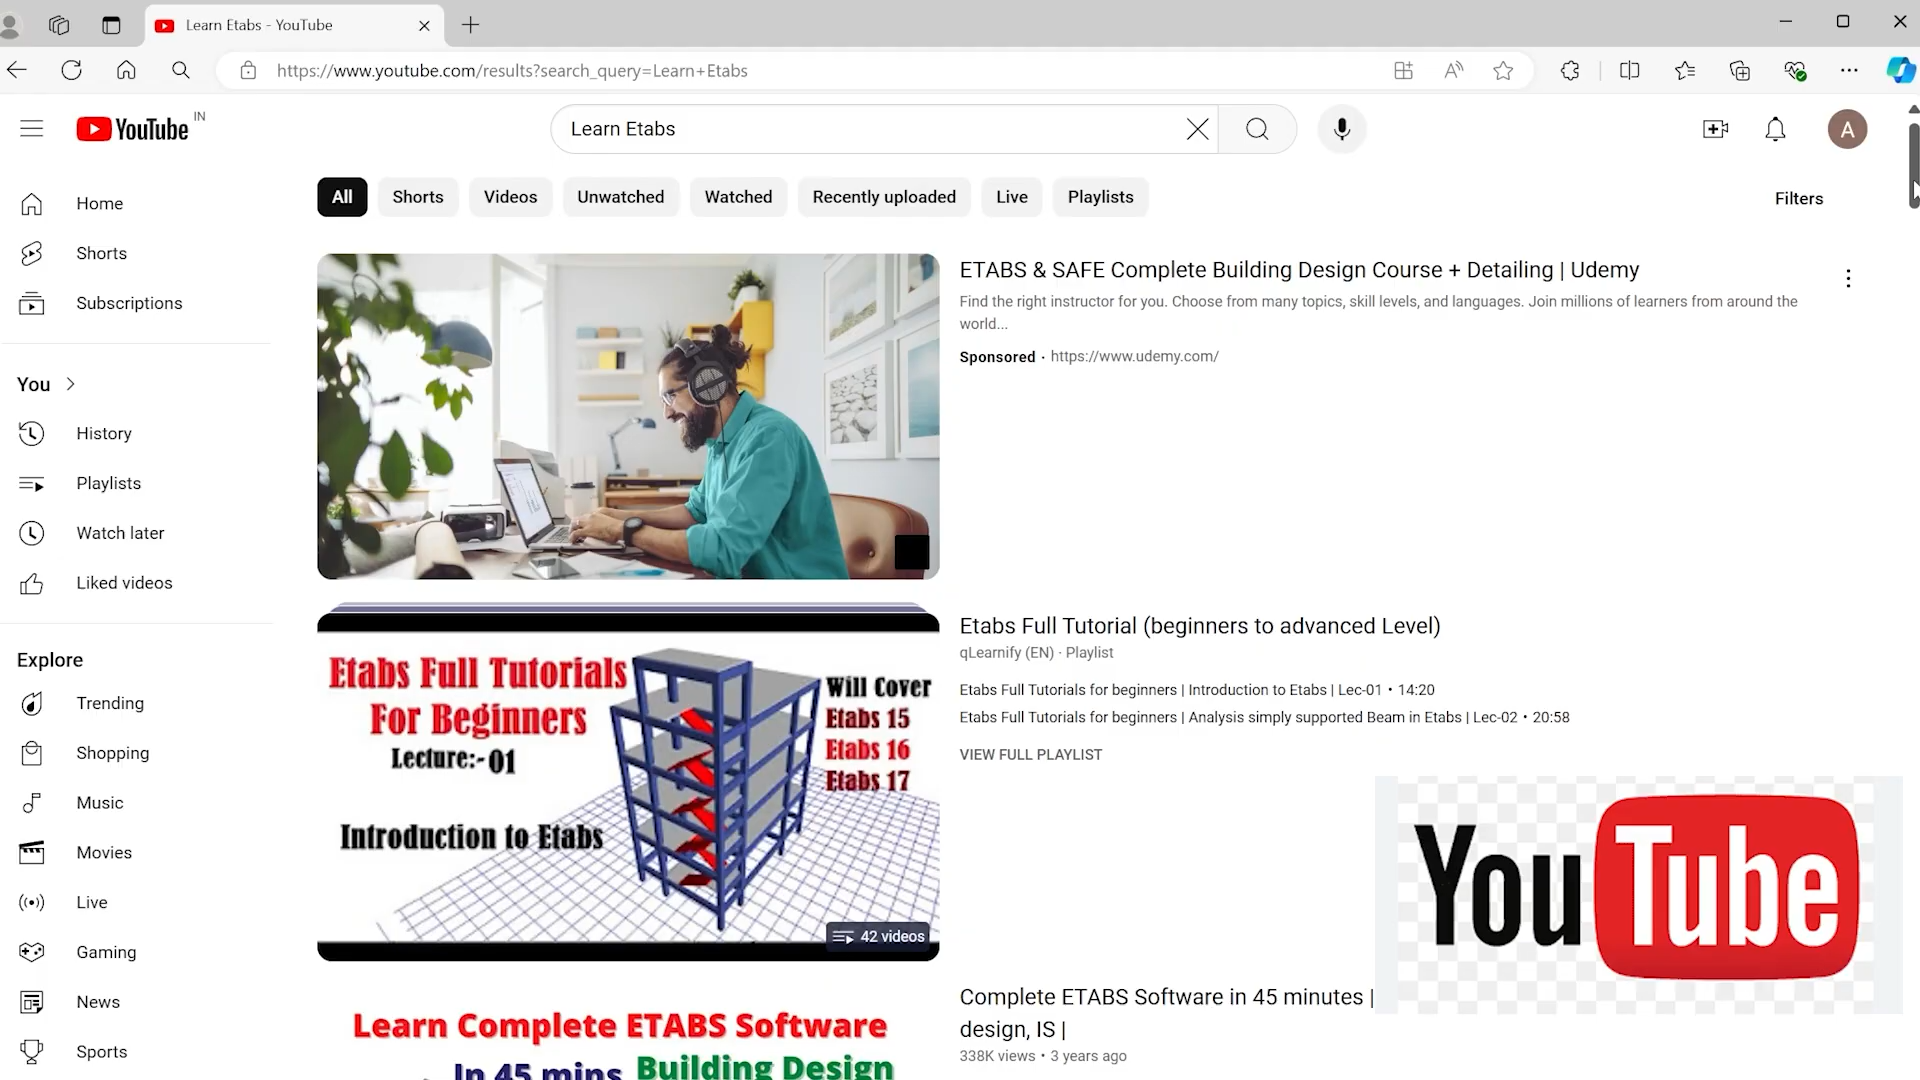 Learn Etabs - YouTube
https://www.youtube.com/results?search_query=Learn+Etabs
YouTube IN
Learn Etabs
A
All
Shorts
Videos
Unwatched
Watched
Recently uploaded
Live
Playlists
Filters
Home
Shorts
Subscriptions
You
History
Playlists
Watch later
Liked videos
Explore
Trending
Shopping
Music
Movies
Live
Gaming
News
Sports
ETABS & SAFE Complete Building Design Course + Detailing | Udemy
Find the right instructor for you. Choose from many topics, skill levels, and languages. Join millions of learners from around the
world...
Sponsored · https://www.udemy.com/
Etabs Full Tutorials
For Beginners
Lecture:- 01
Introduction to Etabs
Will Cover
Etabs 15
Etabs 16
Etabs 17
42 videos
Etabs Full Tutorial (beginners to advanced Level)
qLearnify (EN) · Playlist
Etabs Full Tutorials for beginners | Introduction to Etabs | Lec-01 • 14:20
Etabs Full Tutorials for beginners | Analysis simply supported Beam in Etabs | Lec-02 • 20:58
VIEW FULL PLAYLIST
YouTube
Learn Complete ETABS Software
In 45 mins Building Design
Complete ETABS Software in 45 minutes |
design, IS |
338K views • 3 years ago